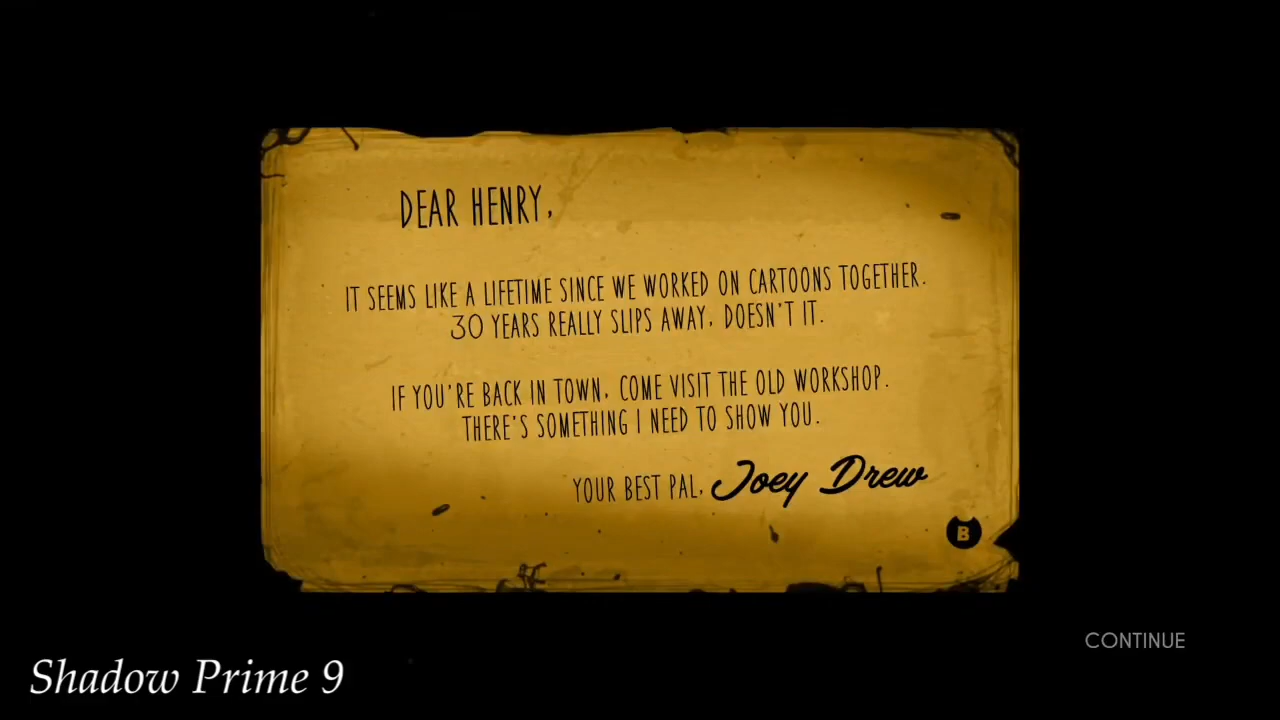 DEAR HENRY,
IT SEEMS LIKE A LIFETIME SINCE WE WORKED ON CARTOONS TOGETHER.
30 YEARS REALLY SLIPS AWAY, DOESN'T IT.
IF YOU'RE BACK IN TOWN, COME VISIT THE OLD WORKSHOP.
THERE'S SOMETHING I NEED TO SHOW YOU.
YOUR BEST PAL, Joey Drew
B
CONTINUE
Shadow Prime 9